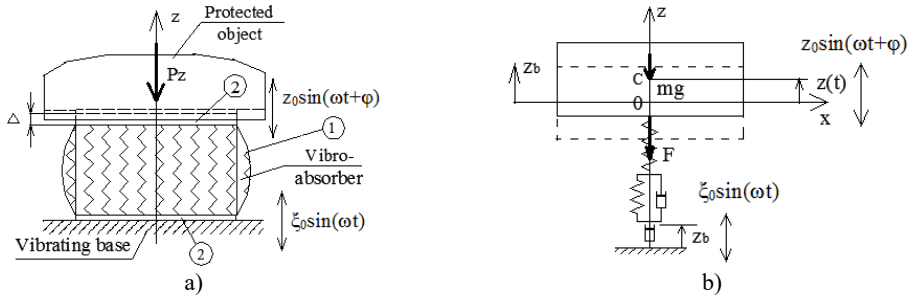 z
Protected
object
Pz
2
z₀sin(ωt+φ)
Δ
1
Vibro-
absorber
ξ₀sin(ωt)
Vibrating base
2
a)
z
z₀sin(ωt+φ)
z_b
C
mg
z(t)
0
x
F
ξ₀sin(ωt)
z_b
b)